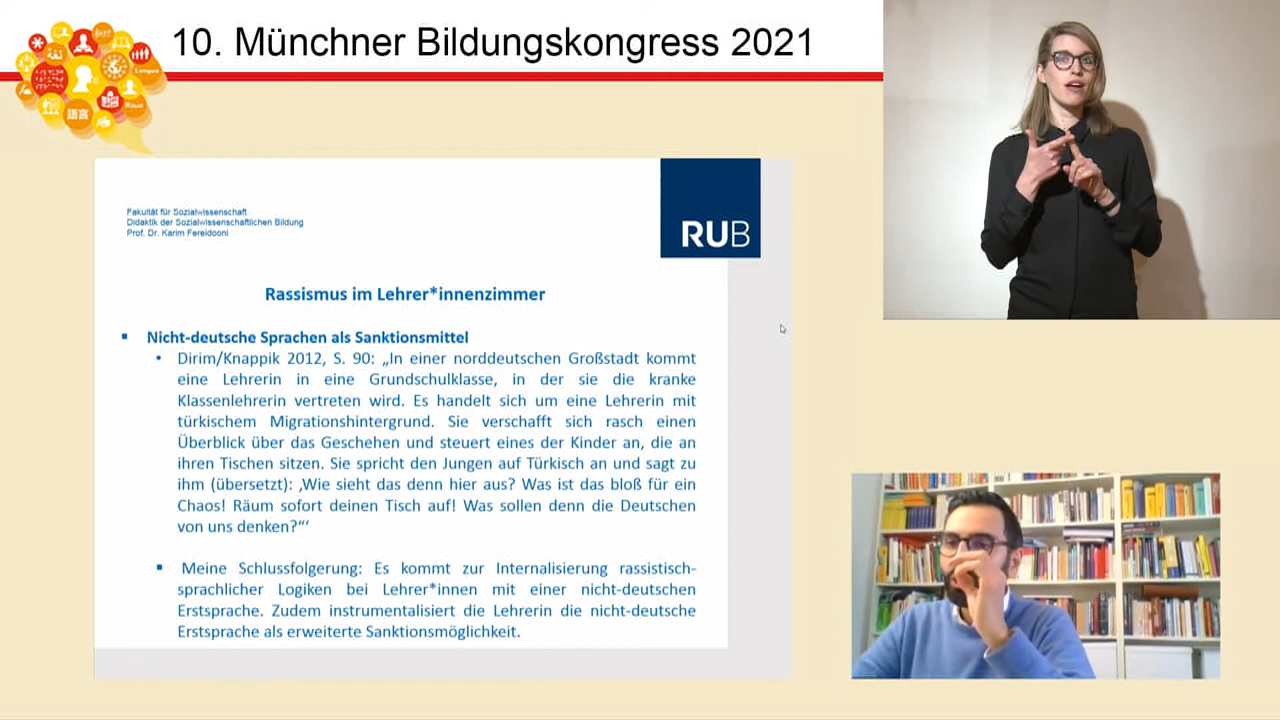 10. Münchner Bildungskongress 2021
語言
Fakultät für Sozialwissenschaft
Didaktik der Sozialwissenschaftlichen Bildung
Prof. Dr. Karim Fereidooni
RUB
Rassismus im Lehrer*innenzimmer
▪ Nicht-deutsche Sprachen als Sanktionsmittel
• Dirim/Knappik 2012, S. 90: „In einer norddeutschen Großstadt kommt
eine Lehrerin in eine Grundschulklasse, in der sie die kranke
Klassenlehrerin vertreten wird. Es handelt sich um eine Lehrerin mit
türkischem Migrationshintergrund. Sie verschafft sich rasch einen
Überblick über das Geschehen und steuert eines der Kinder an, die an
ihren Tischen sitzen. Sie spricht den Jungen auf Türkisch an und sagt zu
ihm (übersetzt): ‚Wie sieht das denn hier aus? Was ist das bloß für ein
Chaos! Räum sofort deinen Tisch auf! Was sollen denn die Deutschen
von uns denken?“‘
▪ Meine Schlussfolgerung: Es kommt zur Internalisierung rassistisch-
sprachlicher Logiken bei Lehrer*innen mit einer nicht-deutschen
Erstsprache. Zudem instrumentalisiert die Lehrerin die nicht-deutsche
Erstsprache als erweiterte Sanktionsmöglichkeit.